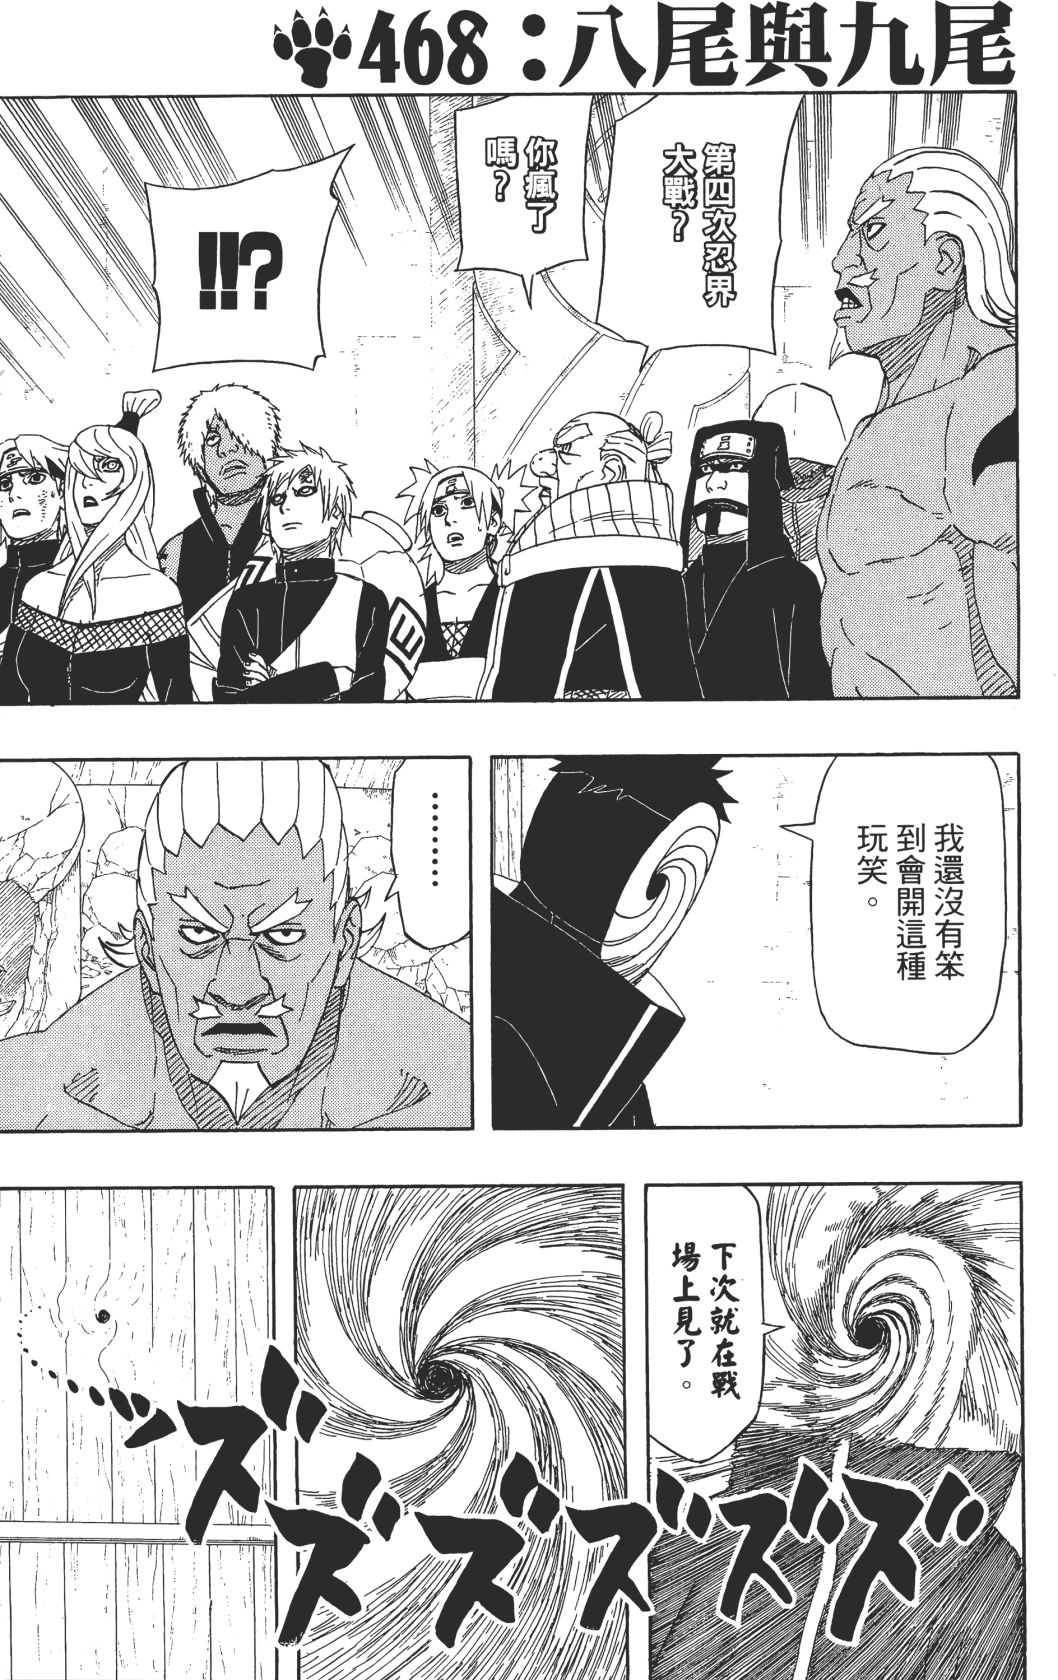 468：八尾與九尾
第四次忍界
大戰？
你瘋了
嗎？
!!?
我還沒有笨
到會開這種
玩笑。
………
下次就在戰
場上見了。
ズズズズズズッ…